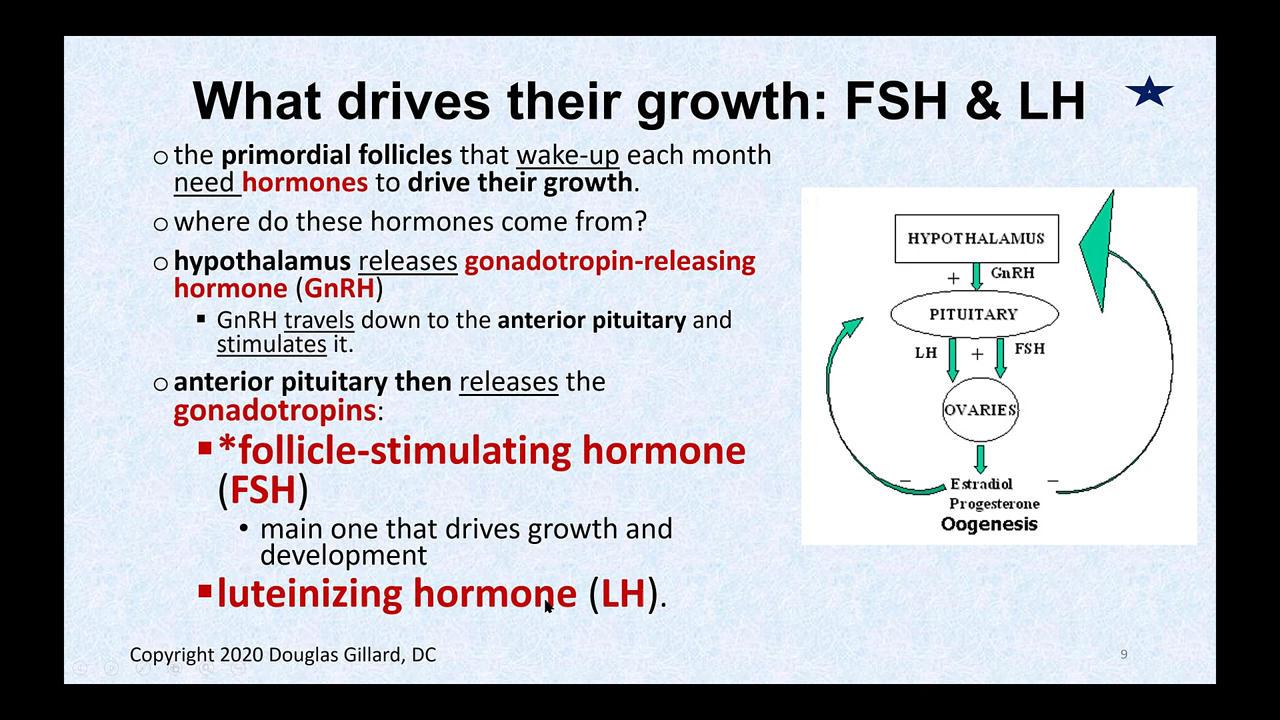 What drives their growth: FSH & LH
o the primordial follicles that wake-up each month
need hormones to drive their growth.
o where do these hormones come from?
o hypothalamus releases gonadotropin-releasing
hormone (GnRH)
▪ GnRH travels down to the anterior pituitary and
stimulates it.
o anterior pituitary then releases the
gonadotropins:
▪ *follicle-stimulating hormone
(FSH)
• main one that drives growth and
development
▪ luteinizing hormone (LH).
HYPOTHALAMUS
+ GnRH
PITUITARY
LH + FSH
OVARIES
– Estradiol –
Progesterone
Oogenesis
Copyright 2020 Douglas Gillard, DC
9